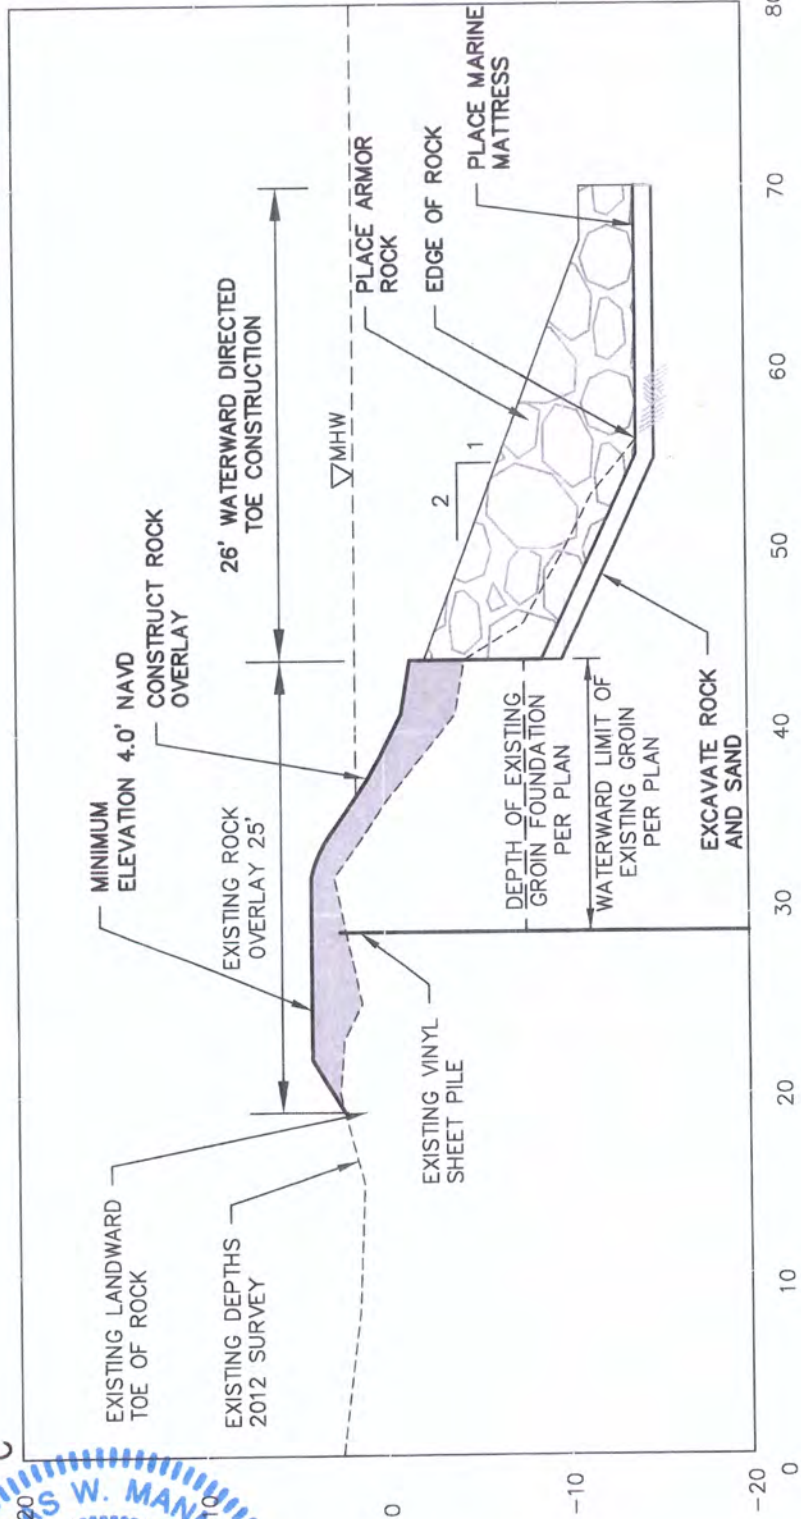 MINIMUM
ELEVATION 4.0' NAVD
CONSTRUCT ROCK
OVERLAY
EXISTING ROCK
OVERLAY 25'
26' WATERWARD DIRECTED
TOE CONSTRUCTION
EXISTING LANDWARD
TOE OF ROCK
EXISTING DEPTHS
2012 SURVEY
MHW
PLACE ARMOR
ROCK
EDGE OF ROCK
PLACE MARINE
MATTRESS
2
1
EXISTING VINYL
SHEET PILE
DEPTH OF EXISTING
GROIN FOUNDATION
PER PLAN
WATERWARD LIMIT OF
EXISTING GROIN
PER PLAN
EXCAVATE ROCK
AND SAND
20
10
0
-10
-20
0
10
20
30
40
50
60
70
80
W. MAN